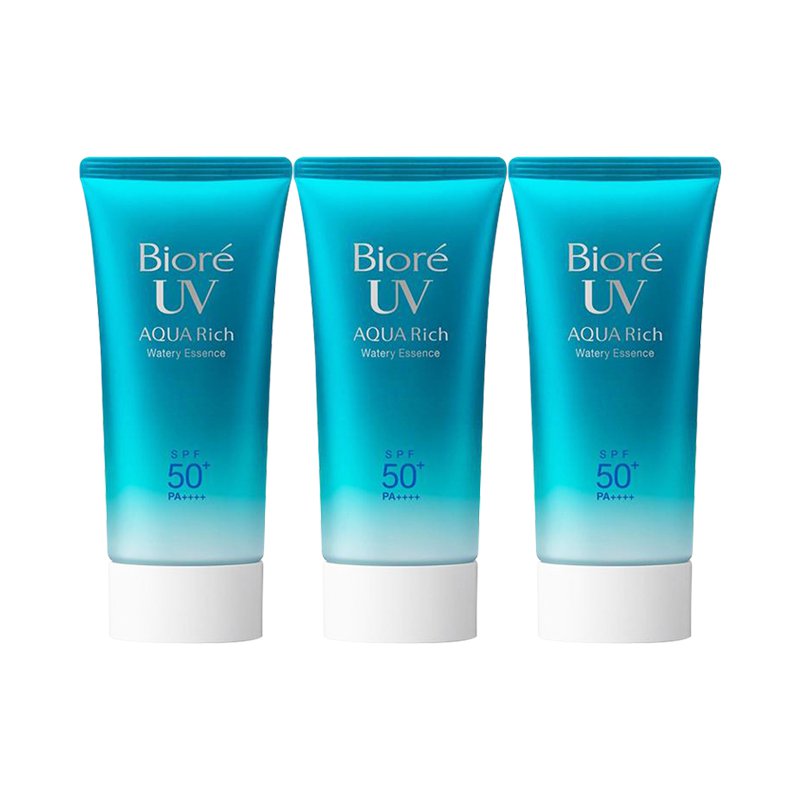 Bioré
UV
AQUA Rich
Watery Essence
SPF
50+
PA++++
Bioré
UV
AQUA Rich
Watery Essence
SPF
50+
PA++++
Bioré
UV
AQUA Rich
Watery Essence
SPF
50+
PA++++